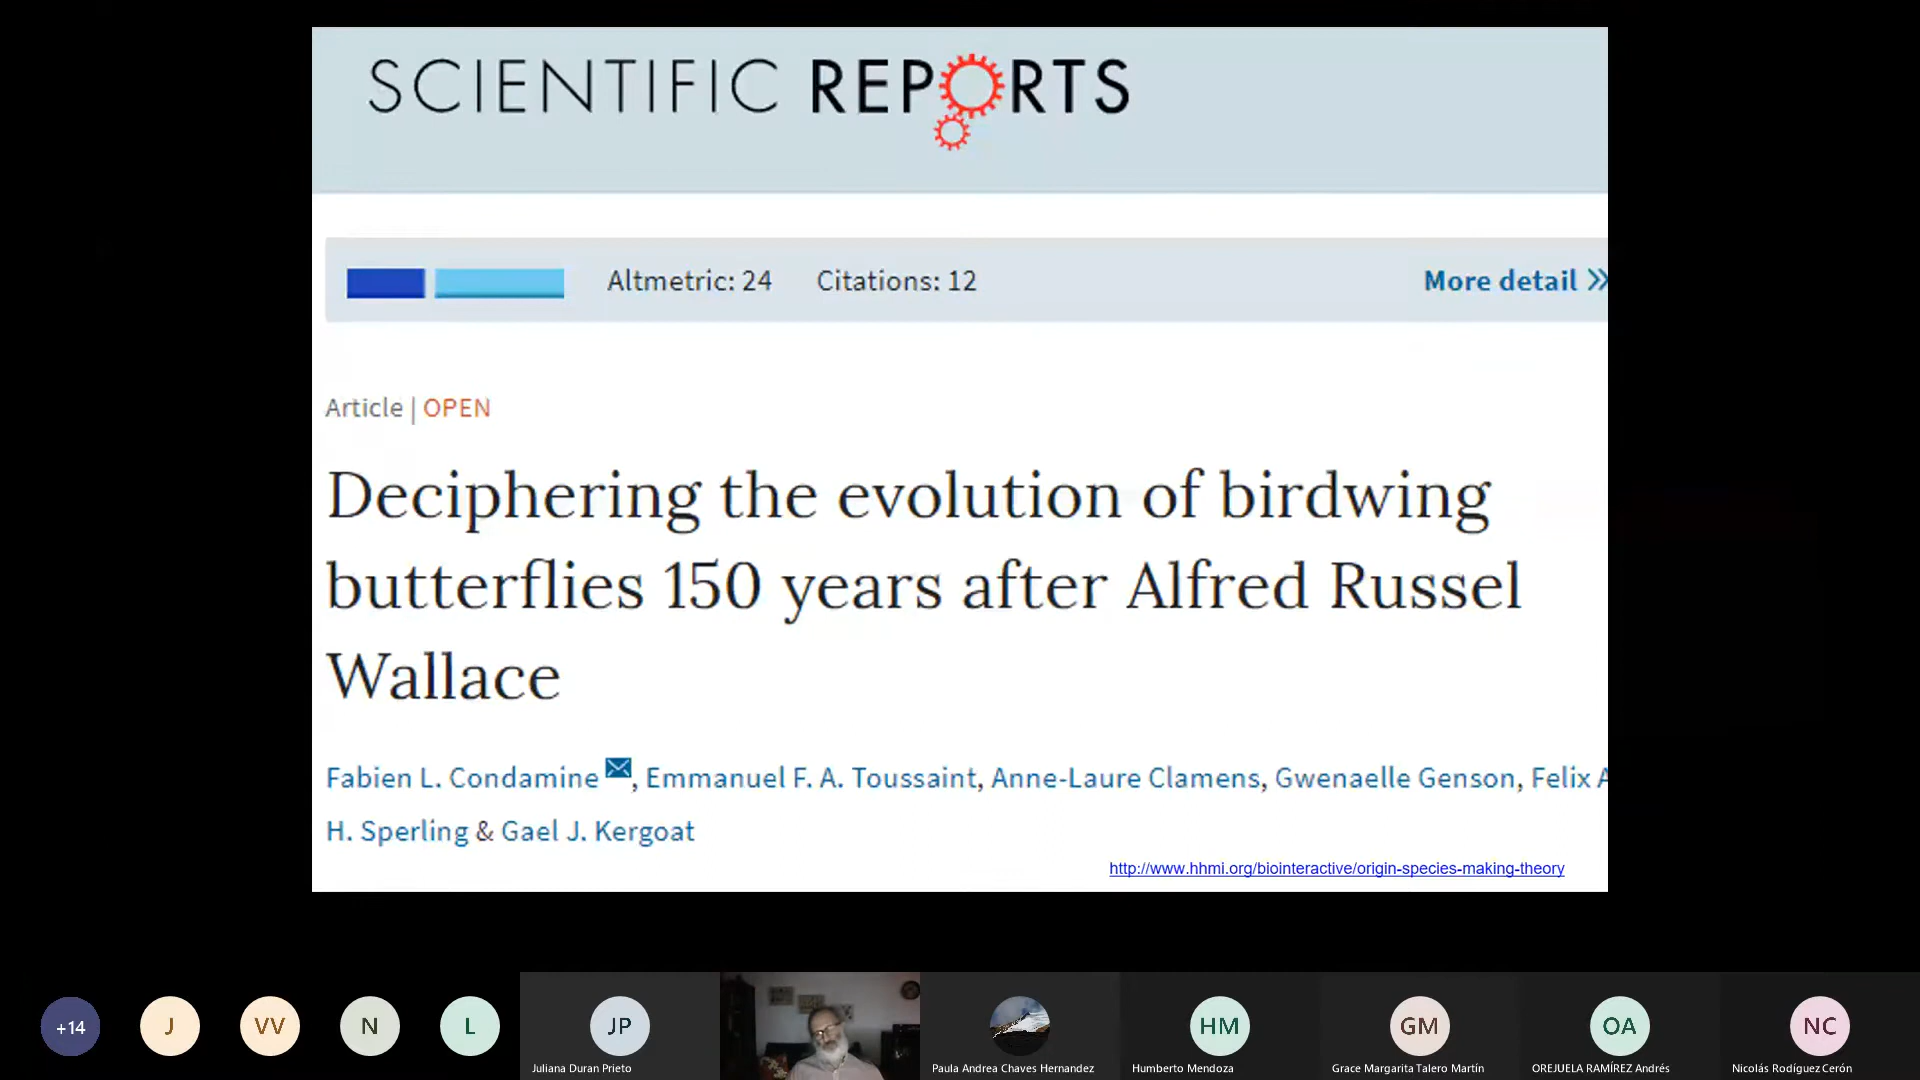 SCIENTIFIC REPORTS
Altmetric: 24 Citations: 12 More detail »
Article | OPEN
Deciphering the evolution of birdwing
butterflies 150 years after Alfred Russel
Wallace
Fabien L. Condamine, Emmanuel F. A. Toussaint, Anne-Laure Clamens, Gwenaelle Genson, Felix A
H. Sperling & Gael J. Kergoat
http://www.hhmi.org/biointeractive/origin-species-making-theory
+14 J VV N L JP HM GM OA NC
Juliana Duran Prieto Paula Andrea Chaves Hernandez Humberto Mendoza Grace Margarita Talero Martín OREJUELA RAMÍREZ Andrés Nicolás Rodíguez Cerón